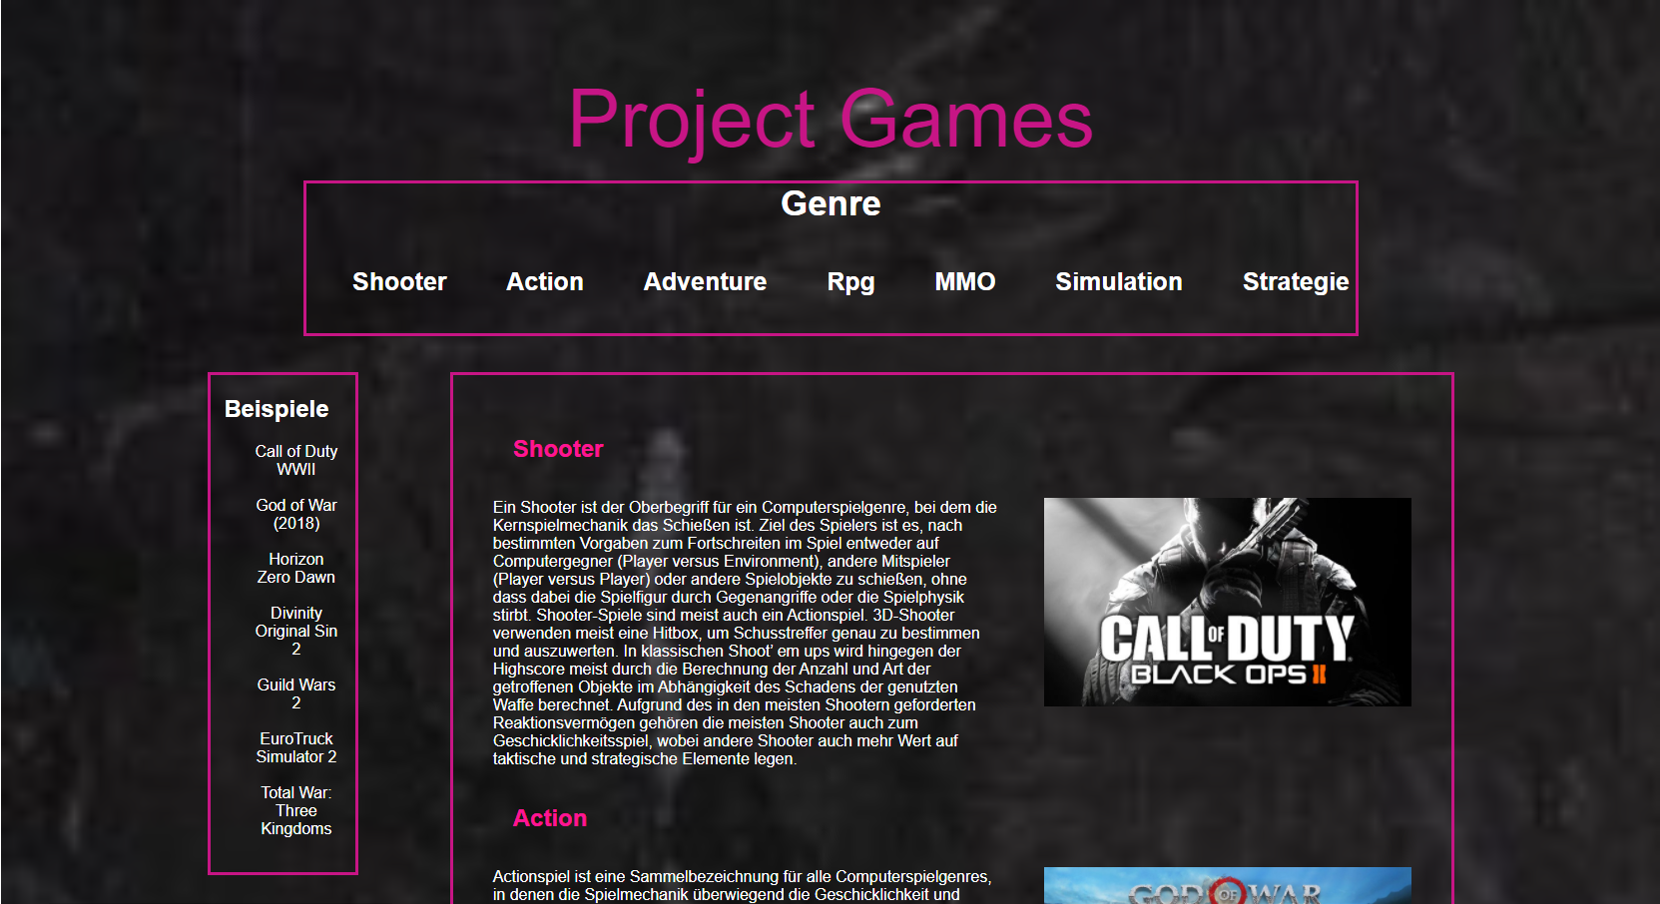 Project Games
Genre
Shooter Action Adventure Rpg MMO Simulation Strategie
Beispiele
Call of Duty
WWII
God of War
(2018)
Horizon
Zero Dawn
Divinity
Original Sin
2
Guild Wars
2
EuroTruck
Simulator 2
Total War:
Three
Kingdoms
Shooter
Ein Shooter ist der Oberbegriff für ein Computerspielgenre, bei dem die
Kernspielmechanik das Schießen ist. Ziel des Spielers ist es, nach
bestimmten Vorgaben zum Fortschreiten im Spiel entweder auf
Computergegner (Player versus Environment), andere Mitspieler
(Player versus Player) oder andere Spielobjekte zu schießen, ohne
dass dabei die Spielfigur durch Gegenangriffe oder die Spielphysik
stirbt. Shooter-Spiele sind meist auch ein Actionspiel. 3D-Shooter
verwenden meist eine Hitbox, um Schusstreffer genau zu bestimmen
und auszuwerten. In klassischen Shoot’ em ups wird hingegen der
Highscore meist durch die Berechnung der Anzahl und Art der
getroffenen Objekte im Abhängigkeit des Schadens der genutzten
Waffe berechnet. Aufgrund des in den meisten Shootern geforderten
Reaktionsvermögen gehören die meisten Shooter auch zum
Geschicklichkeitsspiel, wobei andere Shooter auch mehr Wert auf
taktische und strategische Elemente legen.
CALL OF DUTY
BLACK OPS II
Action
Actionspiel ist eine Sammelbezeichnung für alle Computerspielgenres,
in denen die Spielmechanik überwiegend die Geschicklichkeit und
GOD OF WAR